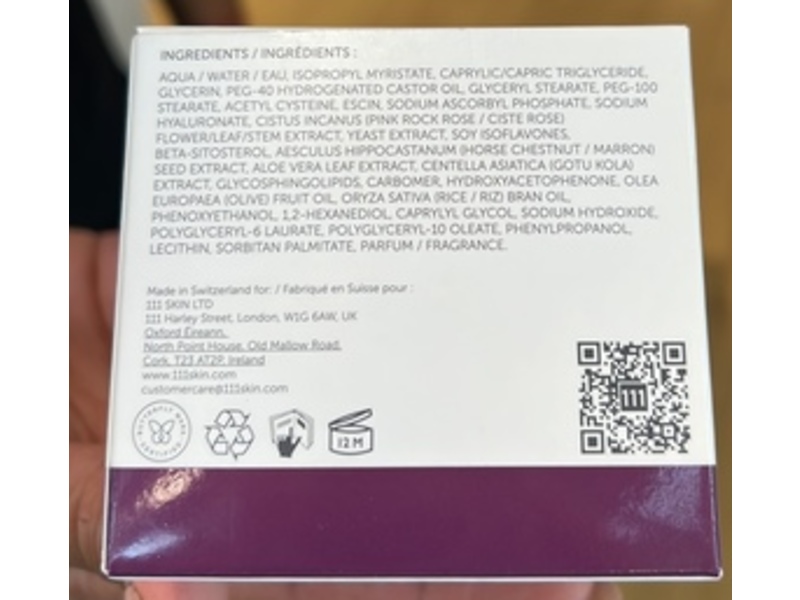 INGREDIENTS / INGRÉDIENTS :
AQUA / WATER / EAU, ISOPROPYL MYRISTATE, CAPRYLIC/CAPRIC TRIGLYCERIDE,
GLYCERIN, PEG-40 HYDROGENATED CASTOR OIL, GLYCERYL STEARATE, PEG-100
STEARATE, ACETYL CYSTEINE, ESCIN, SODIUM ASCORBYL PHOSPHATE, SODIUM
HYALURONATE, CISTUS INCANUS (PINK ROCK ROSE / CISTE ROSE)
FLOWER/LEAF/STEM EXTRACT, YEAST EXTRACT, SOY ISOFLAVONES,
BETA-SITOSTEROL, AESCULUS HIPPOCASTANUM (HORSE CHESTNUT / MARRON)
SEED EXTRACT, ALOE VERA LEAF EXTRACT, CENTELLA ASIATICA (GOTU KOLA)
EXTRACT, GLYCOSPHINGOLIPIDS, CARBOMER, HYDROXYACETOPHENONE, OLEA
EUROPAEA (OLIVE) FRUIT OIL, ORYZA SATIVA (RICE / RIZ) BRAN OIL,
PHENOXYETHANOL, 1,2-HEXANEDIOL, CAPRYLYL GLYCOL, SODIUM HYDROXIDE,
POLYGLYCERYL-6 LAURATE, POLYGLYCERYL-10 OLEATE, PHENYLPROPANOL,
LECITHIN, SORBITAN PALMITATE, PARFUM / FRAGRANCE.
Made in Switzerland for: / Fabriqué en Suisse pour :
111 SKIN LTD
111 Harley Street, London, W1G 6AW, UK
Oxford Éireann,
North Point House, Old Mallow Road,
Cork, T23 AT2P, Ireland
www.111skin.com
customercare@111skin.com
BUTTERFLY MARK
CERTIFIED
12 M